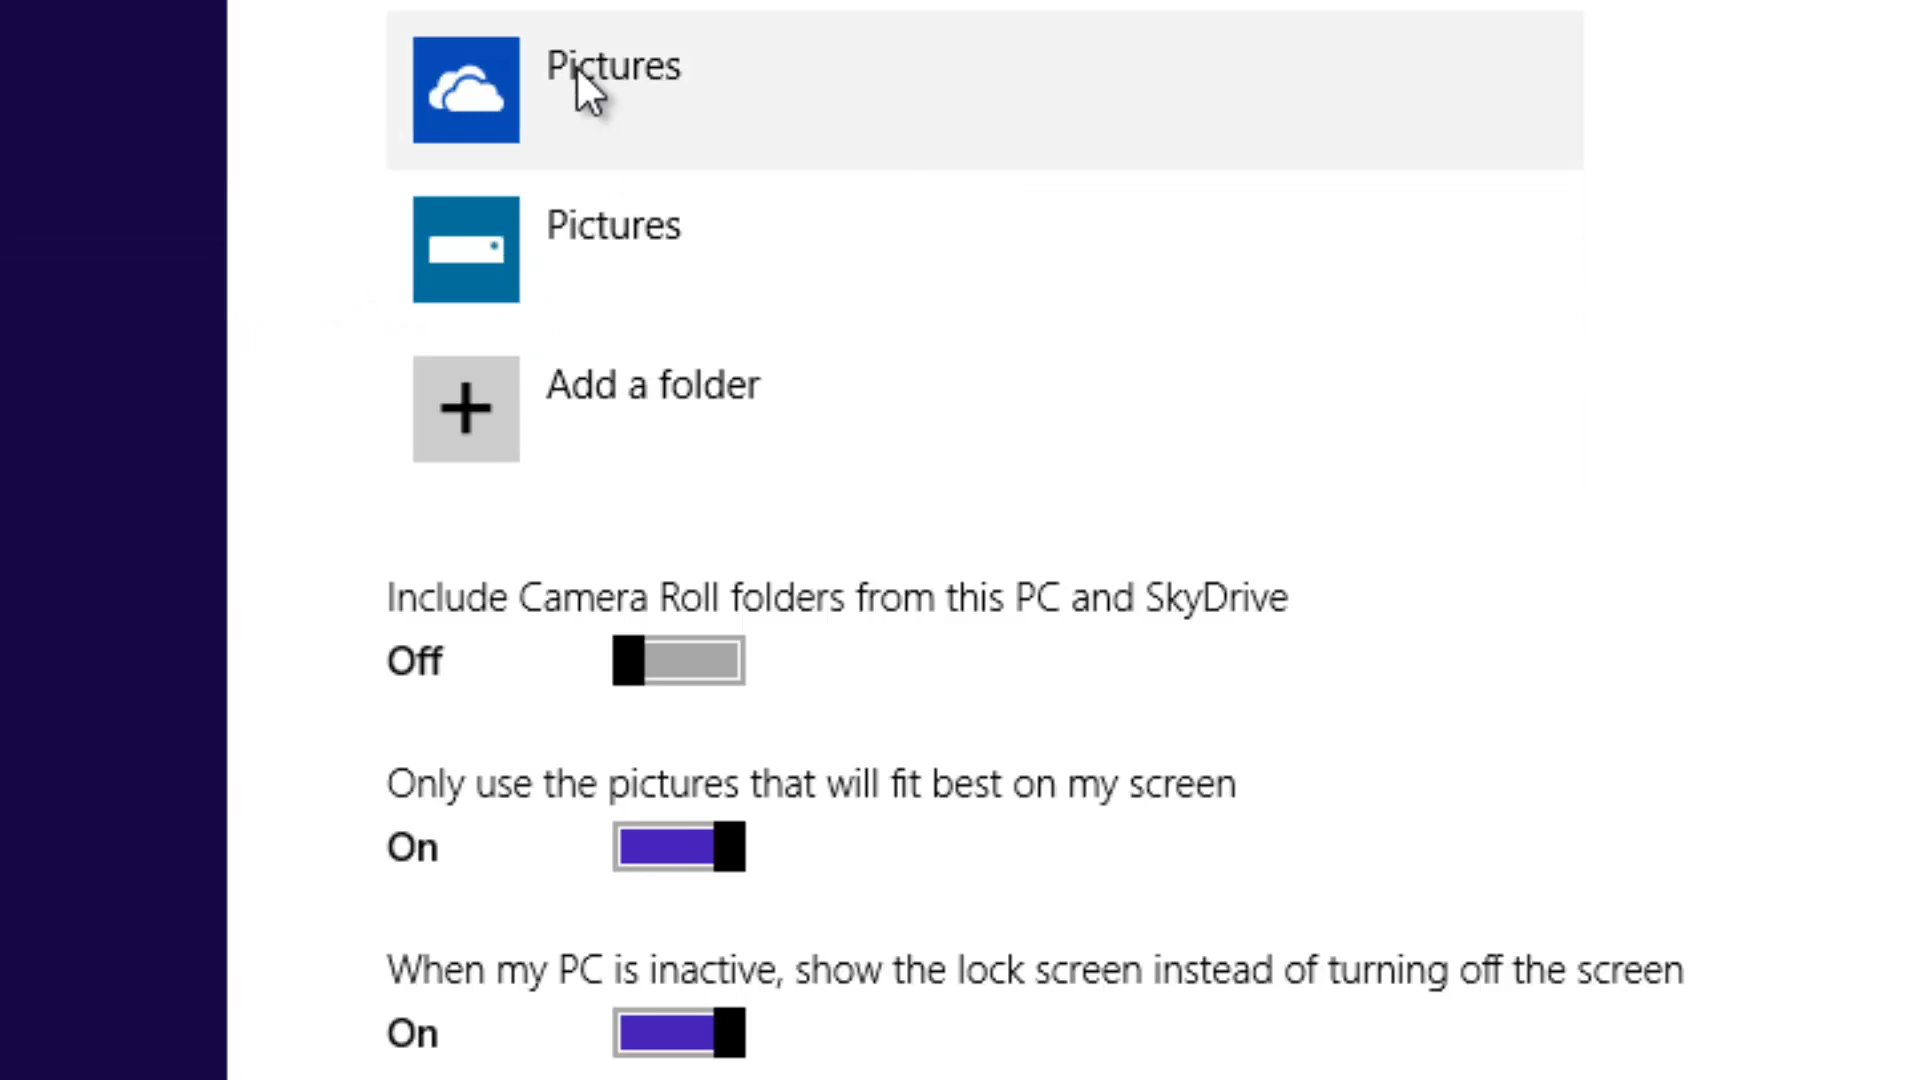 Pictures
Pictures
Add a folder
Include Camera Roll folders from this PC and SkyDrive
Off
Only use the pictures that will fit best on my screen
On
When my PC is inactive, show the lock screen instead of turning off the screen
On